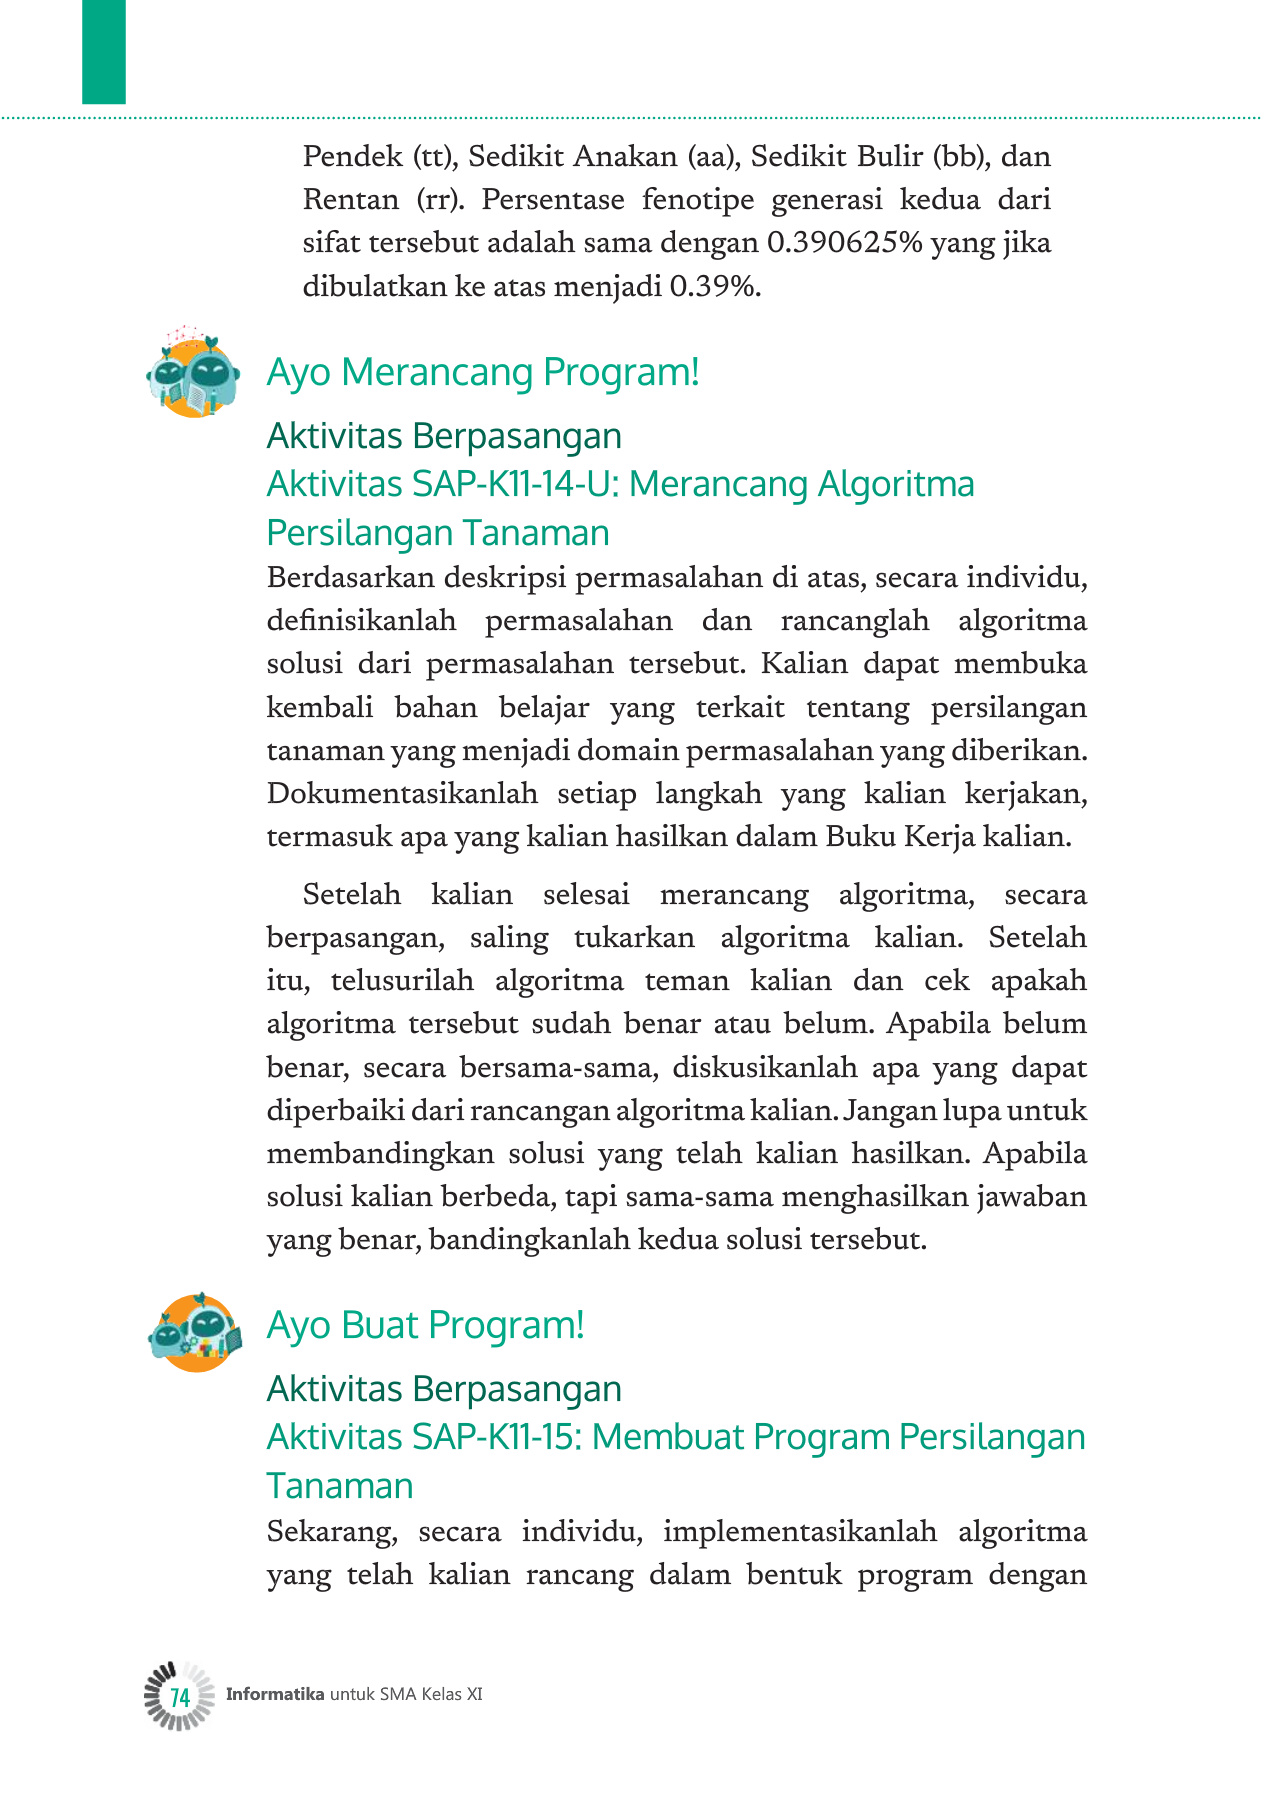 Pendek (tt), Sedikit Anakan (aa), Sedikit Bulir (bb), dan
Rentan (rr). Persentase fenotipe generasi kedua dari
sifat tersebut adalah sama dengan 0.390625% yang jika
dibulatkan ke atas menjadi 0.39%.
Ayo Merancang Program!
Aktivitas Berpasangan
Aktivitas SAP-K11-14-U: Merancang Algoritma
Persilangan Tanaman
Berdasarkan deskripsi permasalahan di atas, secara individu,
definisikanlah permasalahan dan rancanglah algoritma
solusi dari permasalahan tersebut. Kalian dapat membuka
kembali bahan belajar yang terkait tentang persilangan
tanaman yang menjadi domain permasalahan yang diberikan.
Dokumentasikanlah setiap langkah yang kalian kerjakan,
termasuk apa yang kalian hasilkan dalam Buku Kerja kalian.
Setelah kalian selesai merancang algoritma, secara
berpasangan, saling tukarkan algoritma kalian. Setelah
itu, telusurilah algoritma teman kalian dan cek apakah
algoritma tersebut sudah benar atau belum. Apabila belum
benar, secara bersama-sama, diskusikanlah apa yang dapat
diperbaiki dari rancangan algoritma kalian. Jangan lupa untuk
membandingkan solusi yang telah kalian hasilkan. Apabila
solusi kalian berbeda, tapi sama-sama menghasilkan jawaban
yang benar, bandingkanlah kedua solusi tersebut.
Ayo Buat Program!
Aktivitas Berpasangan
Aktivitas SAP-K11-15: Membuat Program Persilangan
Tanaman
Sekarang, secara individu, implementasikanlah algoritma
yang telah kalian rancang dalam bentuk program dengan
74 Informatika untuk SMA Kelas XI